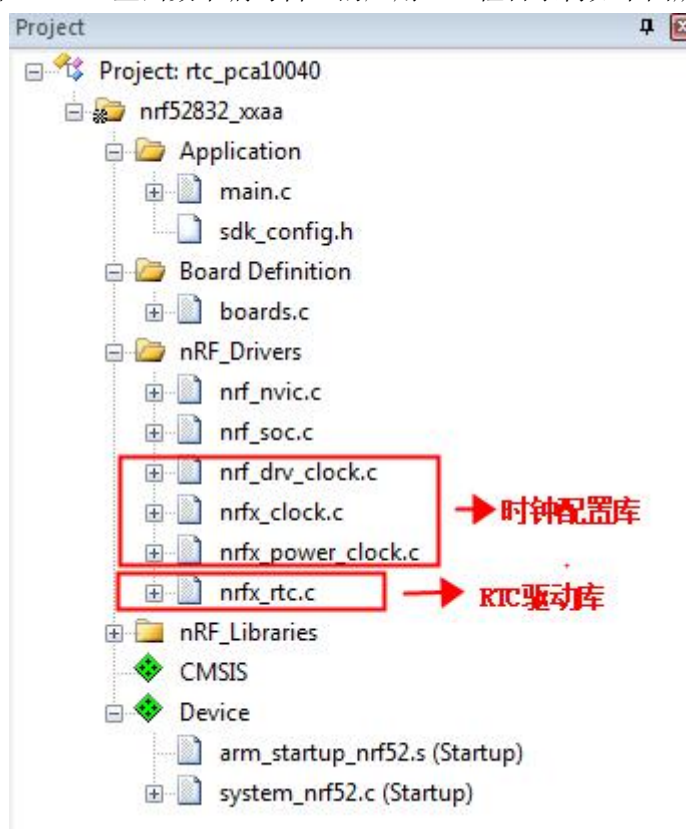 Project
Project: rtc_pca10040
nrf52832_xxaa
Application
main.c
sdk_config.h
Board Definition
boards.c
nRF_Drivers
nrf_nvic.c
nrf_soc.c
nrf_drv_clock.c
nrfx_clock.c
时钟配置库
nrfx_power_clock.c
nrfx_rtc.c
RTC驱动库
nRF_Libraries
CMSIS
Device
arm_startup_nrf52.s (Startup)
system_nrf52.c (Startup)